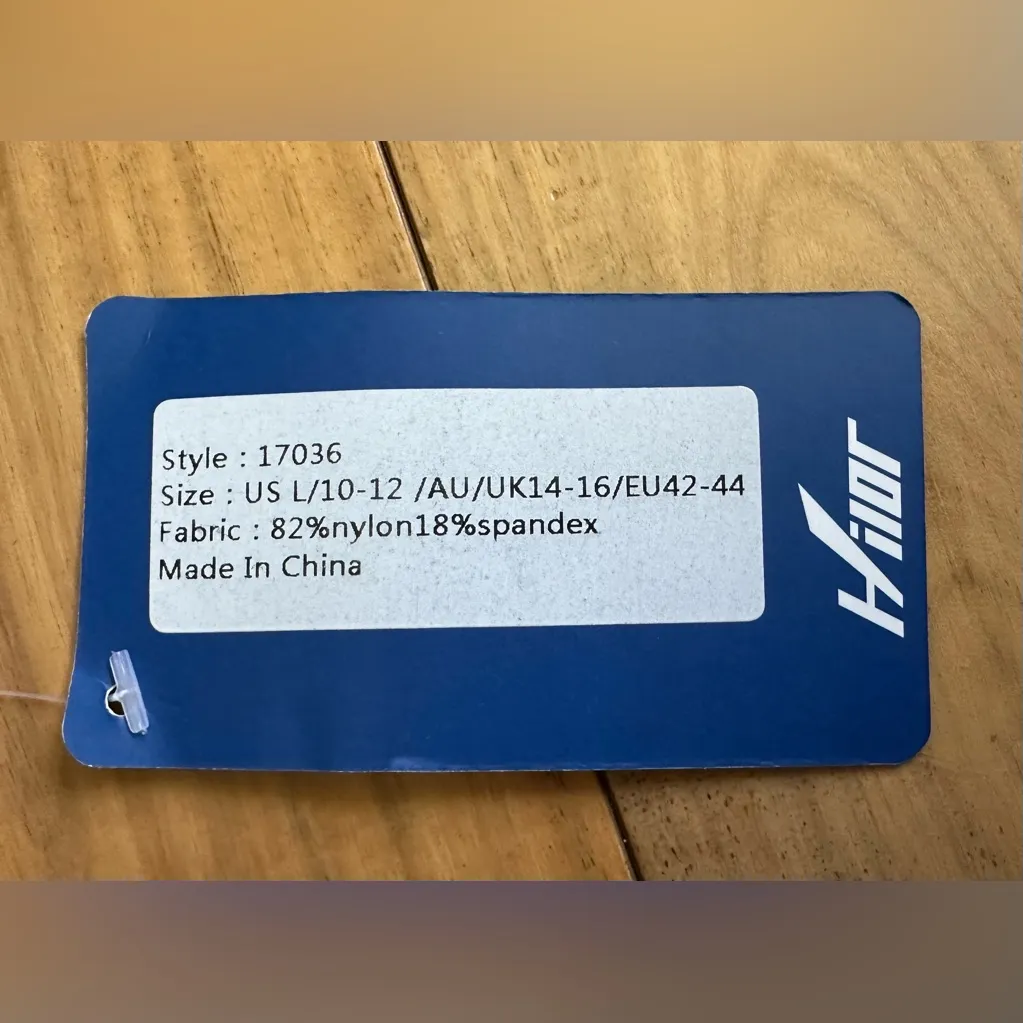 Style : 17036
Size : US L/10-12 /AU/UK14-16/EU42-44
Fabric : 82%nylon18%spandex
Made In China
Hilor